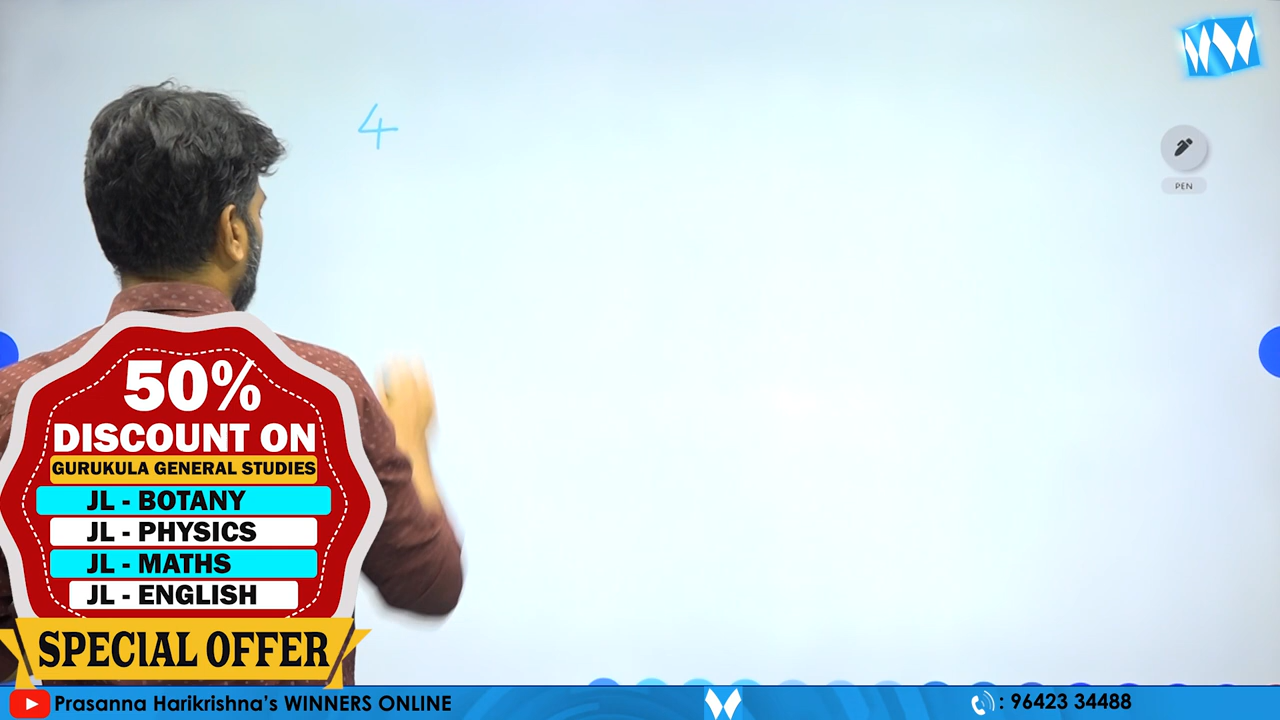 4
PEN
50%
DISCOUNT ON
GURUKULA GENERAL STUDIES
JL - BOTANY
JL - PHYSICS
JL - MATHS
JL - ENGLISH
SPECIAL OFFER
Prasanna Harikrishna's WINNERS ONLINE
: 96423 34488